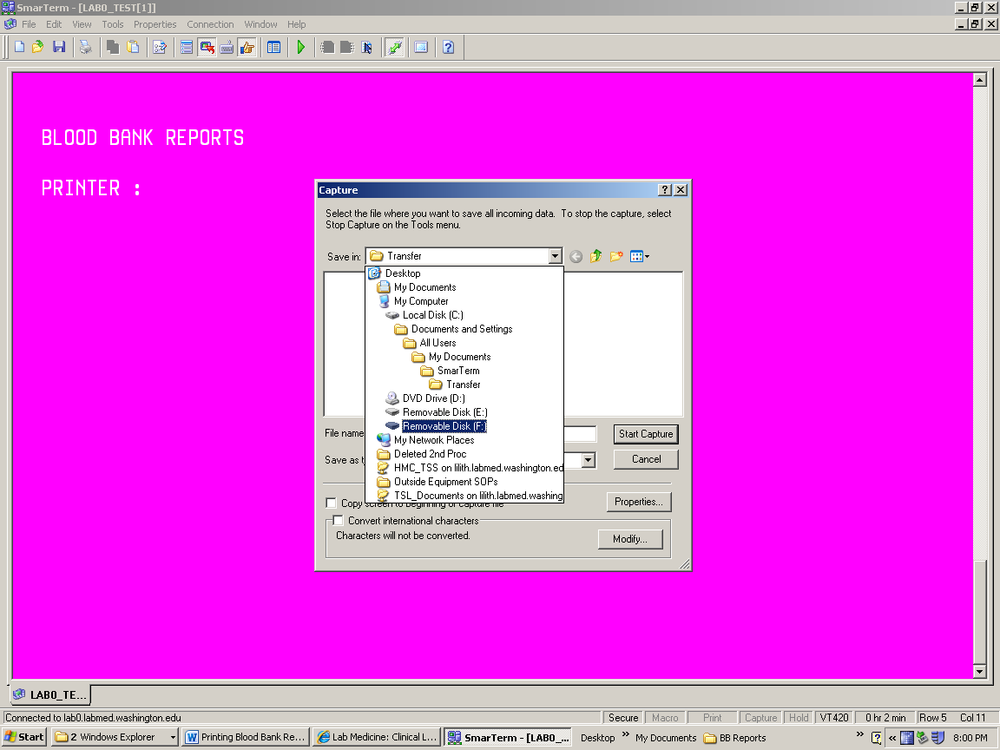 SmarTerm - [LAB0_TEST[1]]
File Edit View Tools Properties Connection Window Help
BLOOD BANK REPORTS
PRINTER :
Capture
Select the file where you want to save all incoming data. To stop the capture, select
Stop Capture on the Tools menu.
Save in: Transfer
Desktop
My Documents
My Computer
Local Disk (C:)
Documents and Settings
All Users
My Documents
SmarTerm
Transfer
DVD Drive (D:)
Removable Disk (E:)
Removable Disk (F:)
My Network Places
Deleted 2nd Proc
HMC_TSS on lilith.labmed.washington.ed
Outside Equipment SOPs
TSL_Documents on lilith.labmed.washing
File name
Start Capture
Save as t
Cancel
Copy screen to beginning of capture file
Properties...
Convert international characters
Characters will not be converted.
Modify...
LAB0_TE...
Connected to lab0.labmed.washington.edu Secure Macro Print Capture Hold VT420 0 hr 2 min Row 5 Col 11
Start 2 Windows Explorer Printing Blood Bank Re... Lab Medicine: Clinical L... SmarTerm - [LAB0_... Desktop » My Documents BB Reports » « 8:00 PM